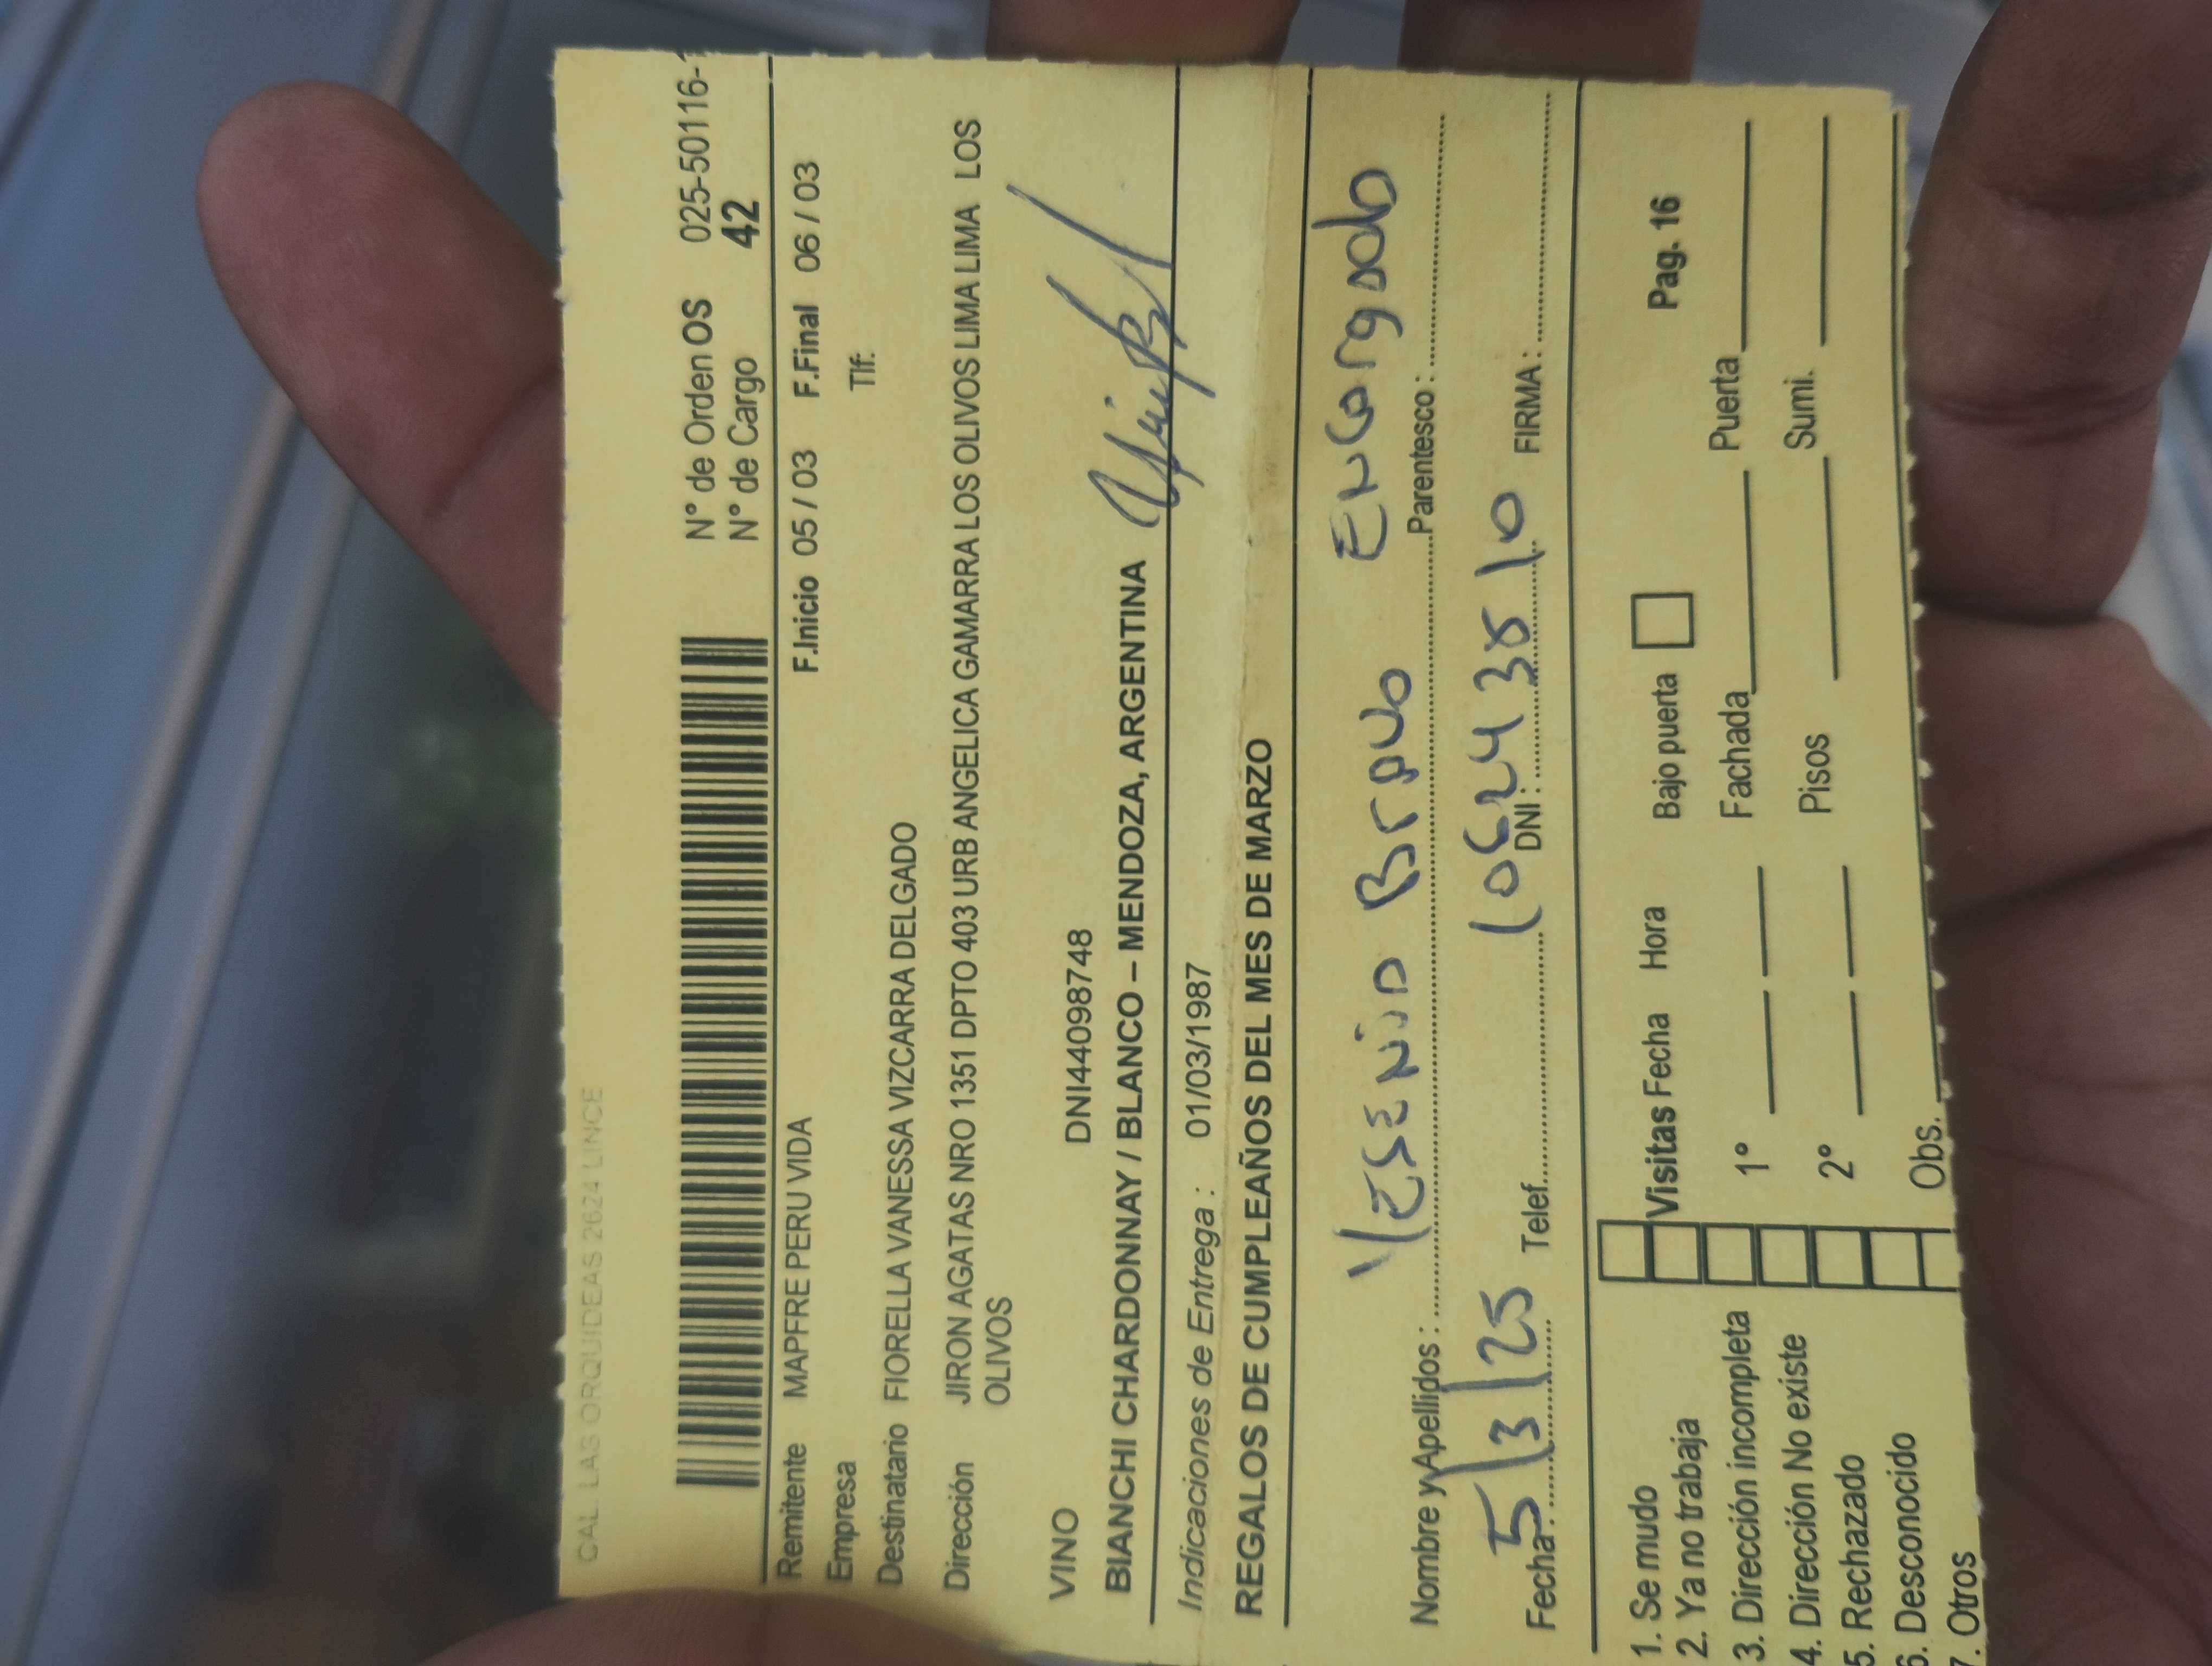 CAL. LAS ORQUIDEAS 2624 LINCE
N° de Orden OS 025-50116-
N° de Cargo 42
Remitente MAPFRE PERU VIDA F.Inicio 05 / 03 F.Final 06 / 03
Empresa Tlf:
Destinatario FIORELLA VANESSA VIZCARRA DELGADO
Dirección JIRON AGATAS NRO 1351 DPTO 403 URB ANGELICA GAMARRA LOS OLIVOS LIMA LIMA LOS
OLIVOS
VINO DNI44098748
BIANCHI CHARDONNAY / BLANCO – MENDOZA, ARGENTINA
Indicaciones de Entrega : 01/03/1987
REGALOS DE CUMPLEAÑOS DEL MES DE MARZO
Nombre y Apellidos : Yesenia Bravo Parentesco : Encargado
Fecha : 5/3/25 Telef. DNI : FIRMA :
1. Se mudo
2. Ya no trabaja Visitas Fecha Hora Bajo puerta Pag. 16
3. Dirección incompleta 1° Fachada Puerta
4. Dirección No existe
5. Rechazado 2° Pisos Sumi.
6. Desconocido
7. Otros Obs.